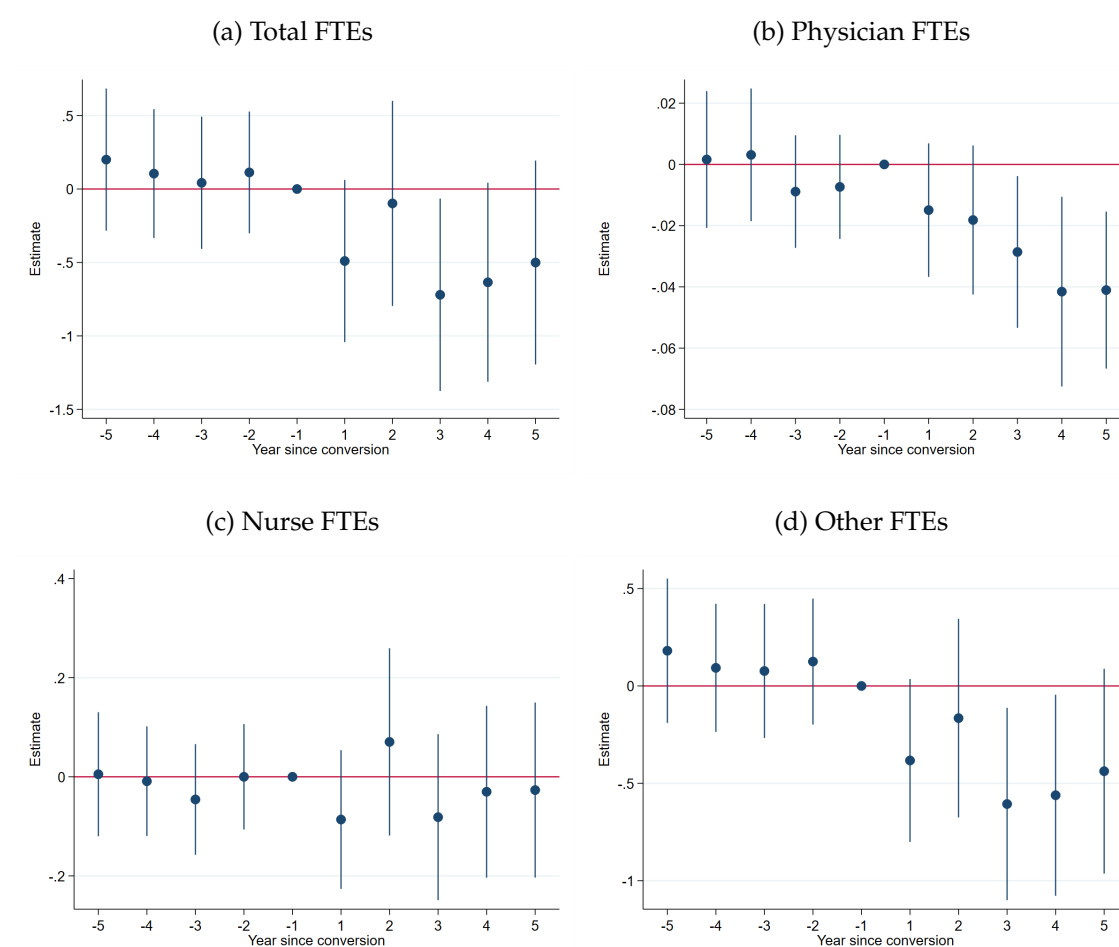 (a) Total FTEs
.5
0
-.5
-1
-1.5
Estimate
-5 -4 -3 -2 -1 1 2 3 4 5
Year since conversion
(b) Physician FTEs
.02
0
-.02
-.04
-.06
-.08
Estimate
-5 -4 -3 -2 -1 1 2 3 4 5
Year since conversion
(c) Nurse FTEs
.4
.2
0
-.2
Estimate
-5 -4 -3 -2 -1 1 2 3 4 5
Year since conversion
(d) Other FTEs
.5
0
-.5
-1
Estimate
-5 -4 -3 -2 -1 1 2 3 4 5
Year since conversion